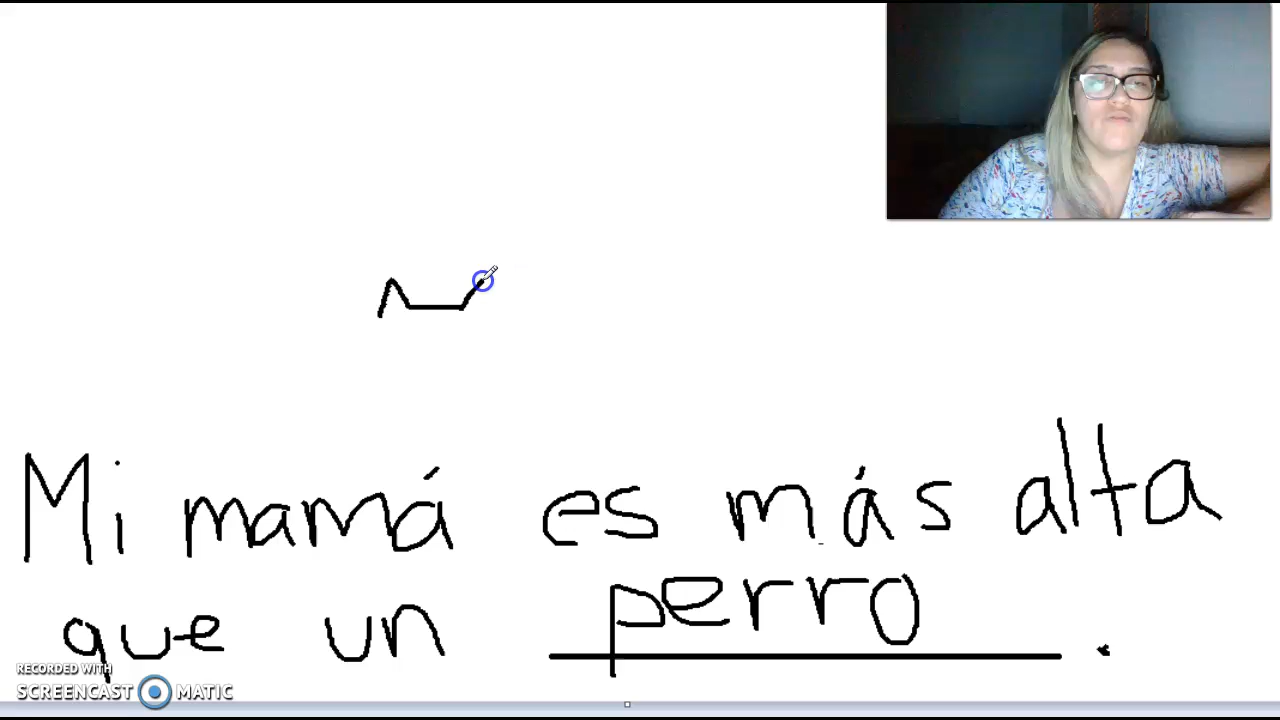 Mi mamá es más alta
que un perro.
RECORDED WITH
SCREENCAST MATIC